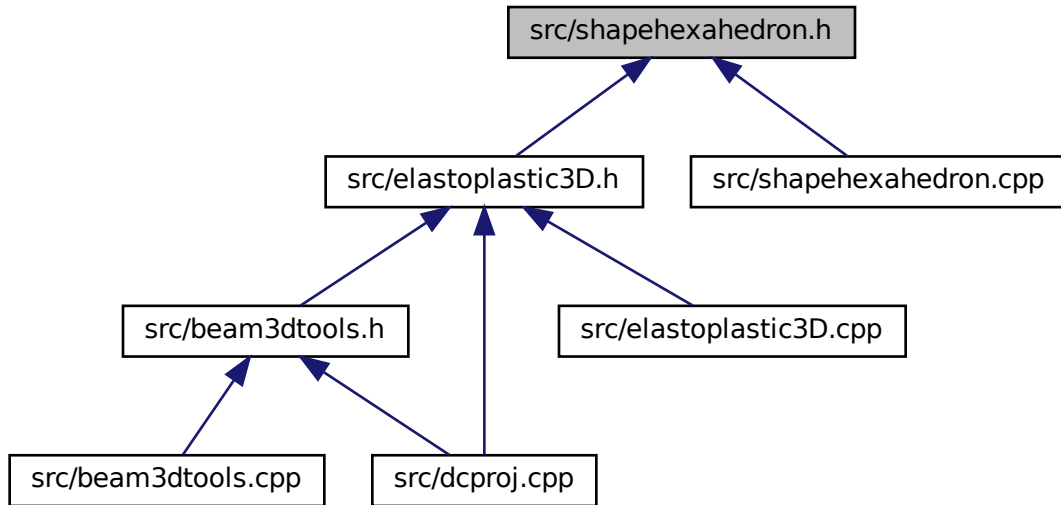 src/shapehexahedron.h
src/elastoplastic3D.h
src/shapehexahedron.cpp
src/beam3dtools.h
src/elastoplastic3D.cpp
src/beam3dtools.cpp
src/dcproj.cpp